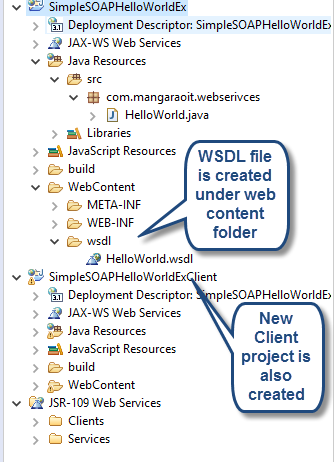 SimpleSOAPHelloWorldEx
Deployment Descriptor: SimpleSOAPHelloWorldEx
JAX-WS Web Services
Java Resources
src
com.mangaraoit.webserivces
HelloWorld.java
Libraries
JavaScript Resources
build
WebContent
META-INF
WEB-INF
wsdl
HelloWorld.wsdl
WSDL file
is created
under web
content
folder
SimpleSOAPHelloWorldExClient
Deployment Descriptor: SimpleSOAPHelloWorldEx
JAX-WS Web Services
Java Resources
JavaScript Resources
build
WebContent
New
Client
project is
also
created
JSR-109 Web Services
Clients
Services